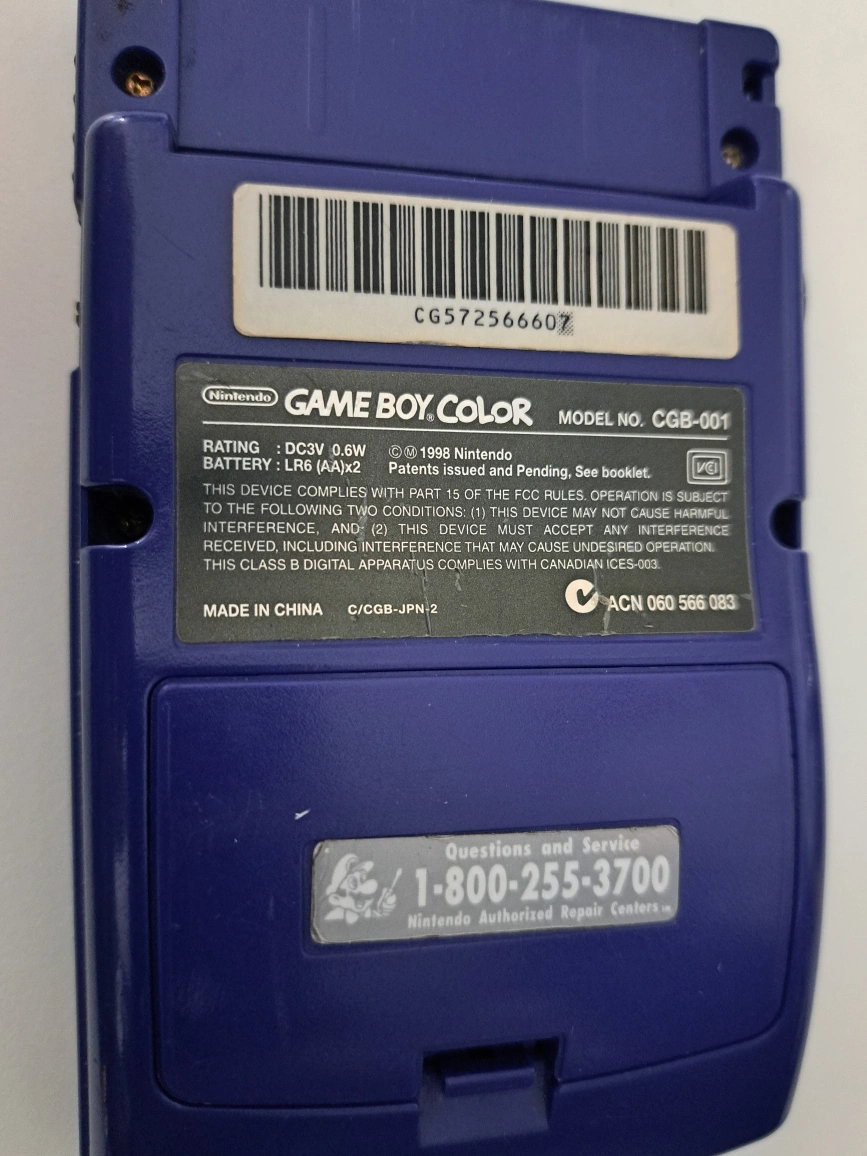 CG5725666607
Nintendo GAME BOY® COLOR MODEL NO. CGB-001
RATING : DC3V 0.6W ©Ⓜ 1998 Nintendo
BATTERY : LR6 (AA)x2 Patents issued and Pending, See booklet.
VCI
THIS DEVICE COMPLIES WITH PART 15 OF THE FCC RULES. OPERATION IS SUBJECT
TO THE FOLLOWING TWO CONDITIONS: (1) THIS DEVICE MAY NOT CAUSE HARMFUL
INTERFERENCE, AND (2) THIS DEVICE MUST ACCEPT ANY INTERFERENCE
RECEIVED, INCLUDING INTERFERENCE THAT MAY CAUSE UNDESIRED OPERATION.
THIS CLASS B DIGITAL APPARATUS COMPLIES WITH CANADIAN ICES-003.
MADE IN CHINA C/CGB-JPN-2 ACN 060 566 083
Questions and Service
1-800-255-3700
Nintendo Authorized Repair Centers™